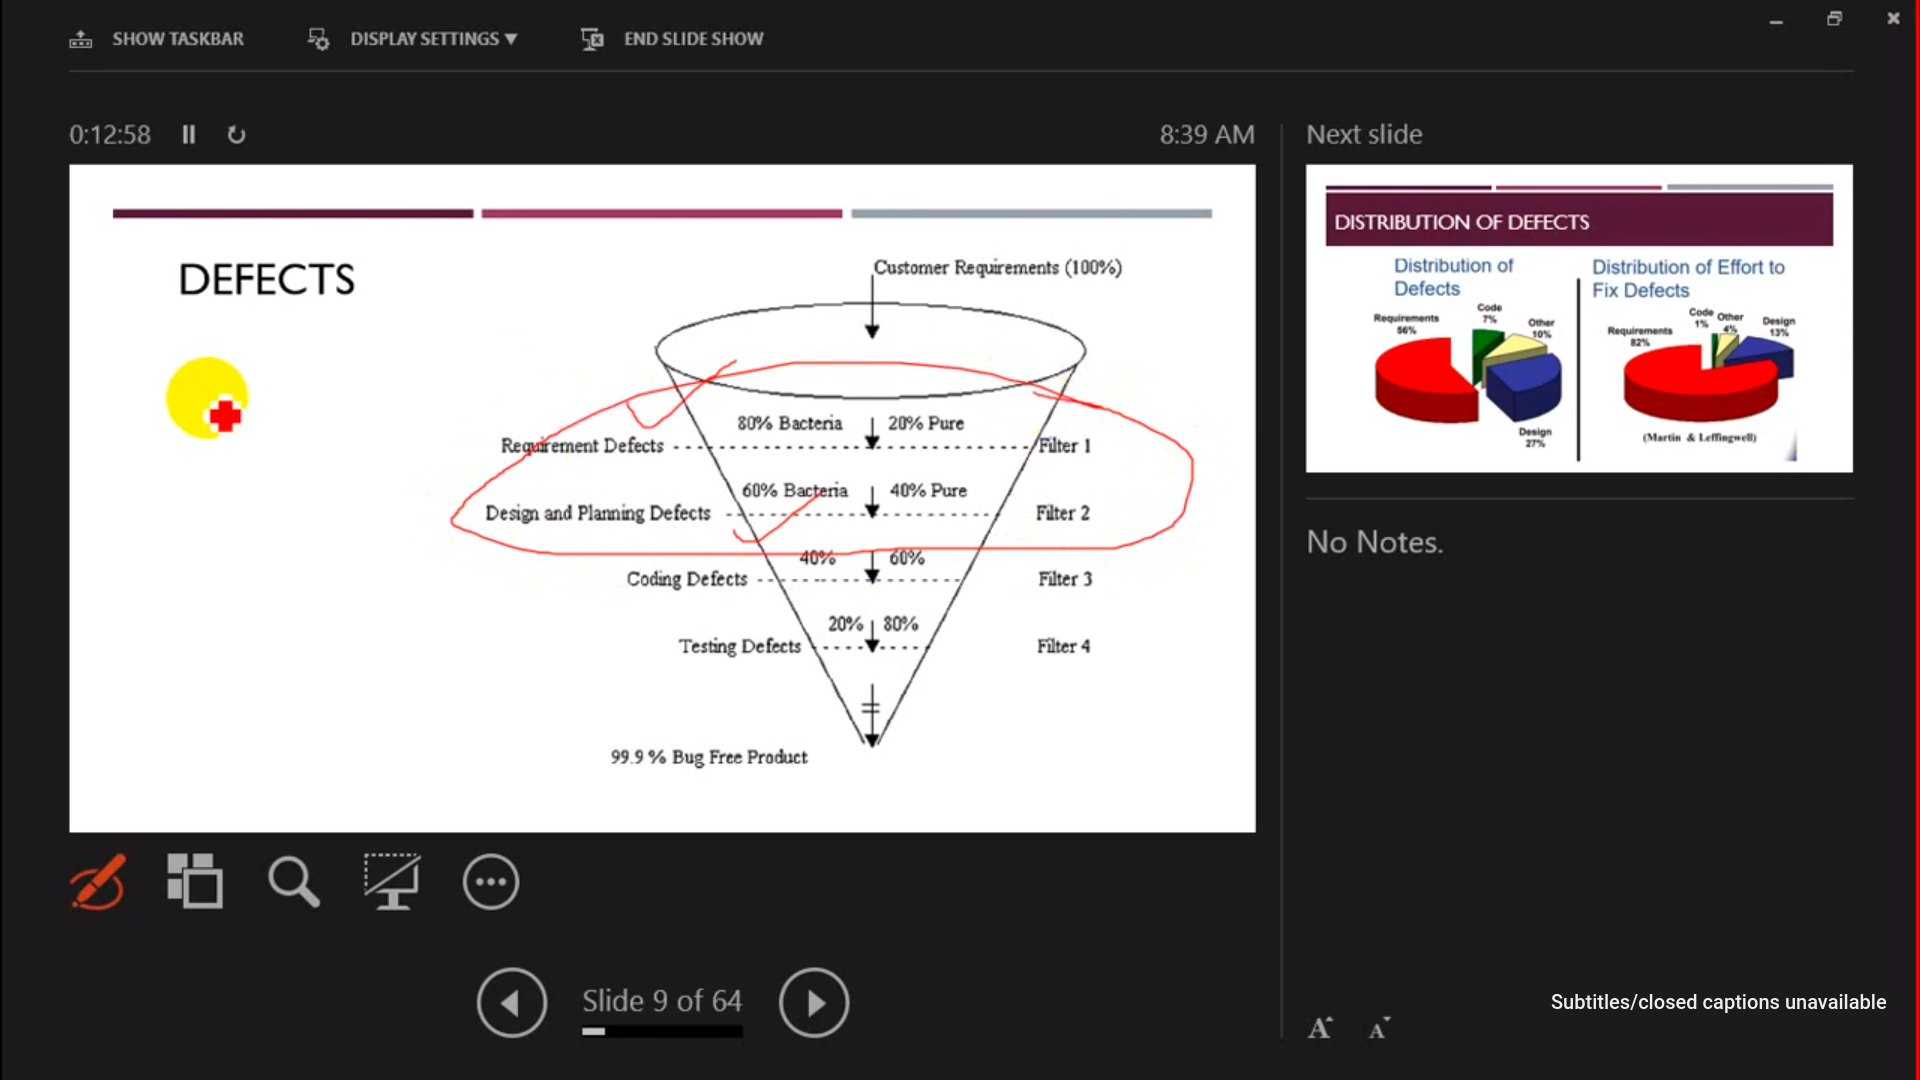 SHOW TASKBAR DISPLAY SETTINGS ▼ END SLIDE SHOW
0:12:58 8:39 AM
DEFECTS
Customer Requirements (100%)
80% Bacteria 20% Pure
Requirement Defects Filter 1
60% Bacteria 40% Pure
Design and Planning Defects Filter 2
40% 60%
Coding Defects Filter 3
20% 80%
Testing Defects Filter 4
99.9 % Bug Free Product
Slide 9 of 64
Next slide
DISTRIBUTION OF DEFECTS
Distribution of
Defects
Requirements
56%
Code
7%
Other
10%
Design
27%
Distribution of Effort to
Fix Defects
Requirements
82%
Code
1%
Other
4%
Design
13%
(Martin & Leffingwell)
No Notes.
Subtitles/closed captions unavailable
A A